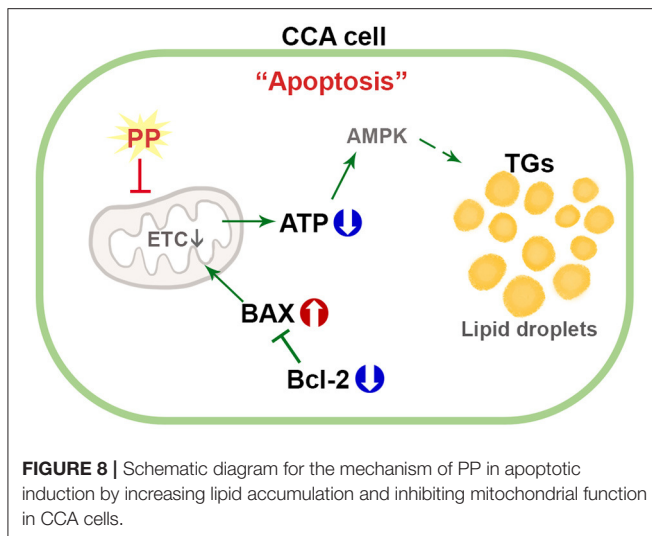 CCA cell
"Apoptosis"
PP
AMPK
TGs
ETC↓
ATP
BAX
Lipid droplets
Bcl-2
FIGURE 8 | Schematic diagram for the mechanism of PP in apoptotic
induction by increasing lipid accumulation and inhibiting mitochondrial function
in CCA cells.